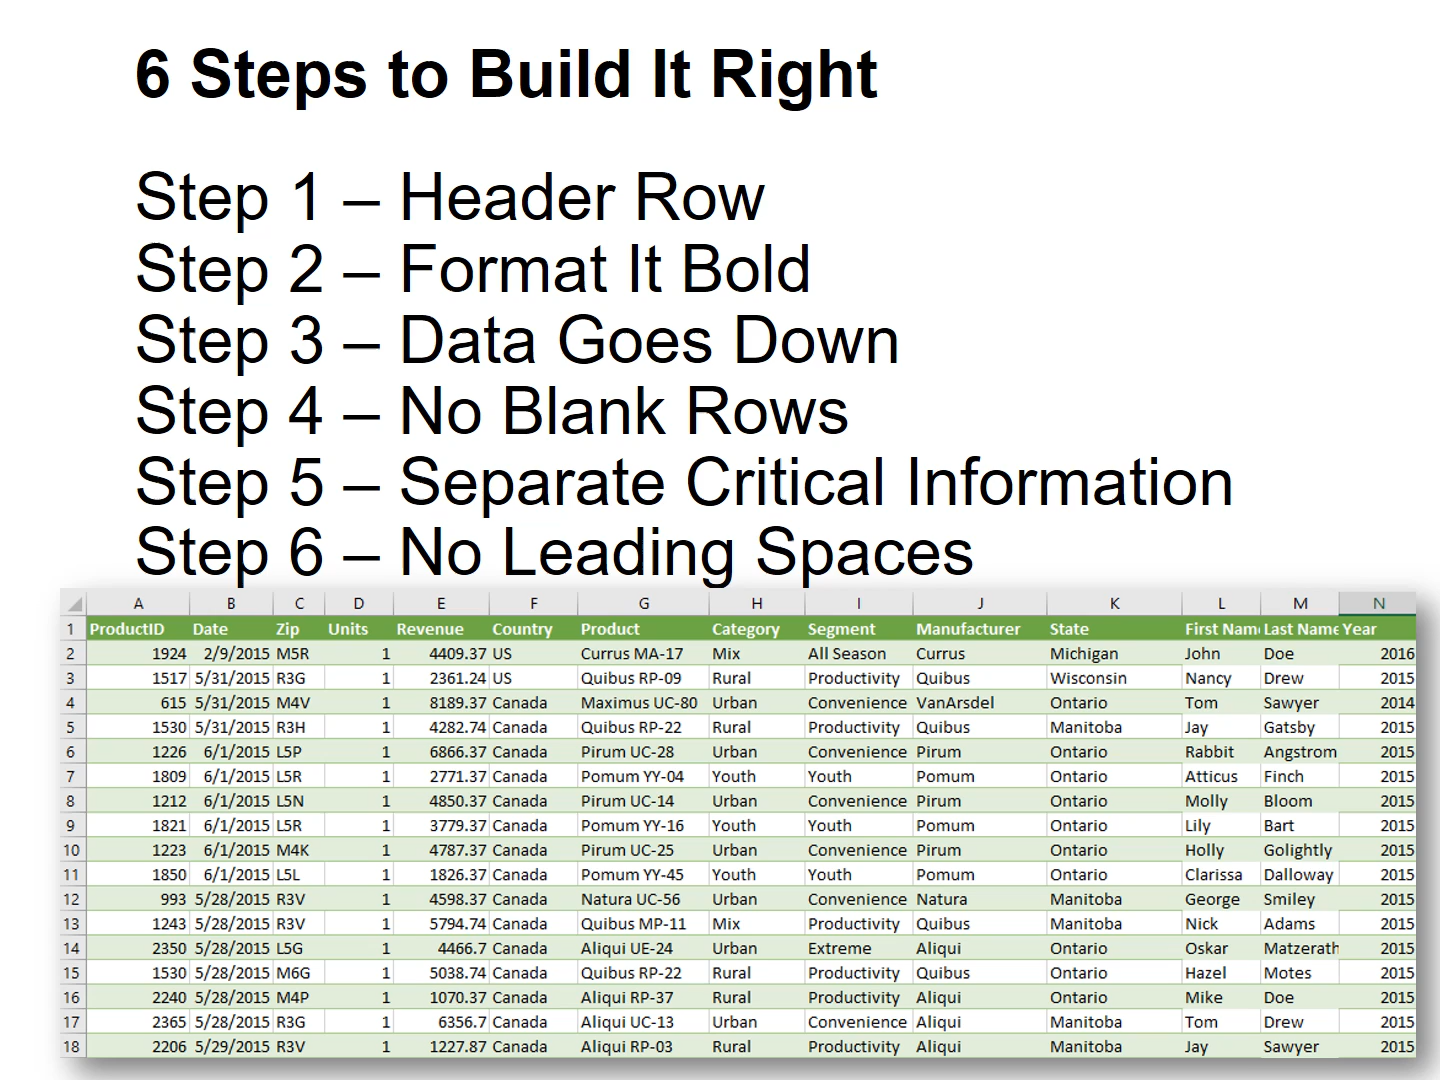 6 Steps to Build It Right
Step 1 – Header Row
Step 2 – Format It Bold
Step 3 – Data Goes Down
Step 4 – No Blank Rows
Step 5 – Separate Critical Information
Step 6 – No Leading Spaces
A B C D E F G H I J K L M N
1 ProductID Date Zip Units Revenue Country Product Category Segment Manufacturer State First Nam Last Name Year
2 1924 2/9/2015 M5R 1 4409.37 US Currus MA-17 Mix All Season Currus Michigan John Doe 2016
3 1517 5/31/2015 R3G 1 2361.24 US Quibus RP-09 Rural Productivity Quibus Wisconsin Nancy Drew 2015
4 615 5/31/2015 M4V 1 8189.37 Canada Maximus UC-80 Urban Convenience VanArsdel Ontario Tom Sawyer 2014
5 1530 5/31/2015 R3H 1 4282.74 Canada Quibus RP-22 Rural Productivity Quibus Manitoba Jay Gatsby 2015
6 1226 6/1/2015 L5P 1 6866.37 Canada Pirum UC-28 Urban Convenience Pirum Ontario Rabbit Angstrom 2015
7 1809 6/1/2015 L5R 1 2771.37 Canada Pomum YY-04 Youth Youth Pomum Ontario Atticus Finch 2015
8 1212 6/1/2015 L5N 1 4850.37 Canada Pirum UC-14 Urban Convenience Pirum Ontario Molly Bloom 2015
9 1821 6/1/2015 L5R 1 3779.37 Canada Pomum YY-16 Youth Youth Pomum Ontario Lily Bart 2015
10 1223 6/1/2015 M4K 1 4787.37 Canada Pirum UC-25 Urban Convenience Pirum Ontario Holly Golightly 2015
11 1850 6/1/2015 L5L 1 1826.37 Canada Pomum YY-45 Youth Youth Pomum Ontario Clarissa Dalloway 2015
12 993 5/28/2015 R3V 1 4598.37 Canada Natura UC-56 Urban Convenience Natura Manitoba George Smiley 2015
13 1243 5/28/2015 R3V 1 5794.74 Canada Quibus MP-11 Mix Productivity Quibus Manitoba Nick Adams 2015
14 2350 5/28/2015 L5G 1 4466.7 Canada Aliqui UE-24 Urban Extreme Aliqui Ontario Oskar Matzerath 2015
15 1530 5/28/2015 M6G 1 5038.74 Canada Quibus RP-22 Rural Productivity Quibus Ontario Hazel Motes 2015
16 2240 5/28/2015 M4P 1 1070.37 Canada Aliqui RP-37 Rural Productivity Aliqui Ontario Mike Doe 2015
17 2365 5/28/2015 R3G 1 6356.7 Canada Aliqui UC-13 Urban Convenience Aliqui Manitoba Tom Drew 2015
18 2206 5/29/2015 R3V 1 1227.87 Canada Aliqui RP-03 Rural Productivity Aliqui Manitoba Jay Sawyer 2015